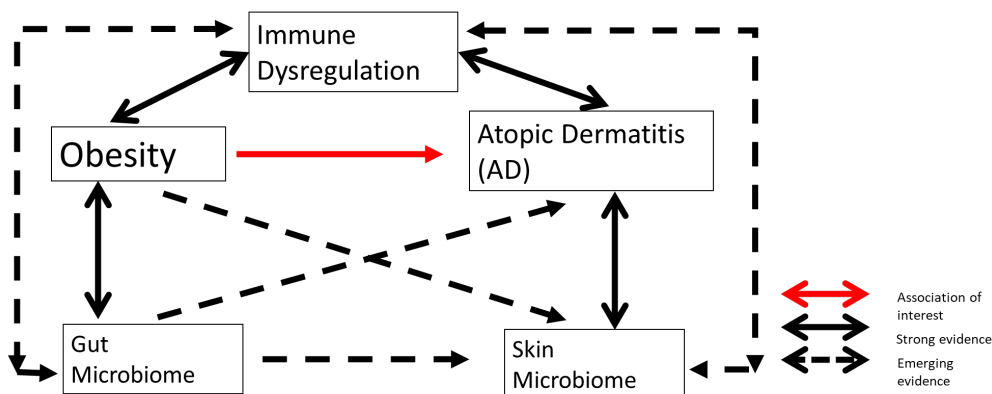 Immune
Dysregulation
Obesity
Atopic Dermatitis
(AD)
Gut
Microbiome
Skin
Microbiome
Association of
interest
Strong evidence
Emerging
evidence